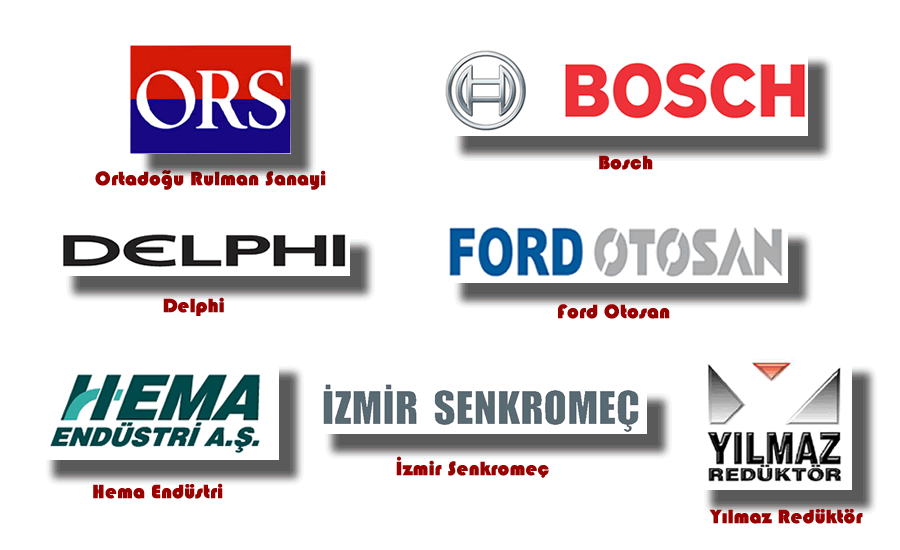 ORS
Ortadoğu Rulman Sanayi
BOSCH
Bosch
DELPHI
Delphi
FORD OTOSAN
Ford Otosan
HEMA
ENDÜSTRİ A.Ş.
Hema Endüstri
İZMİR SENKROMEÇ
İzmir Senkromeç
YILMAZ
REDÜKTÖR
Yılmaz Redüktör